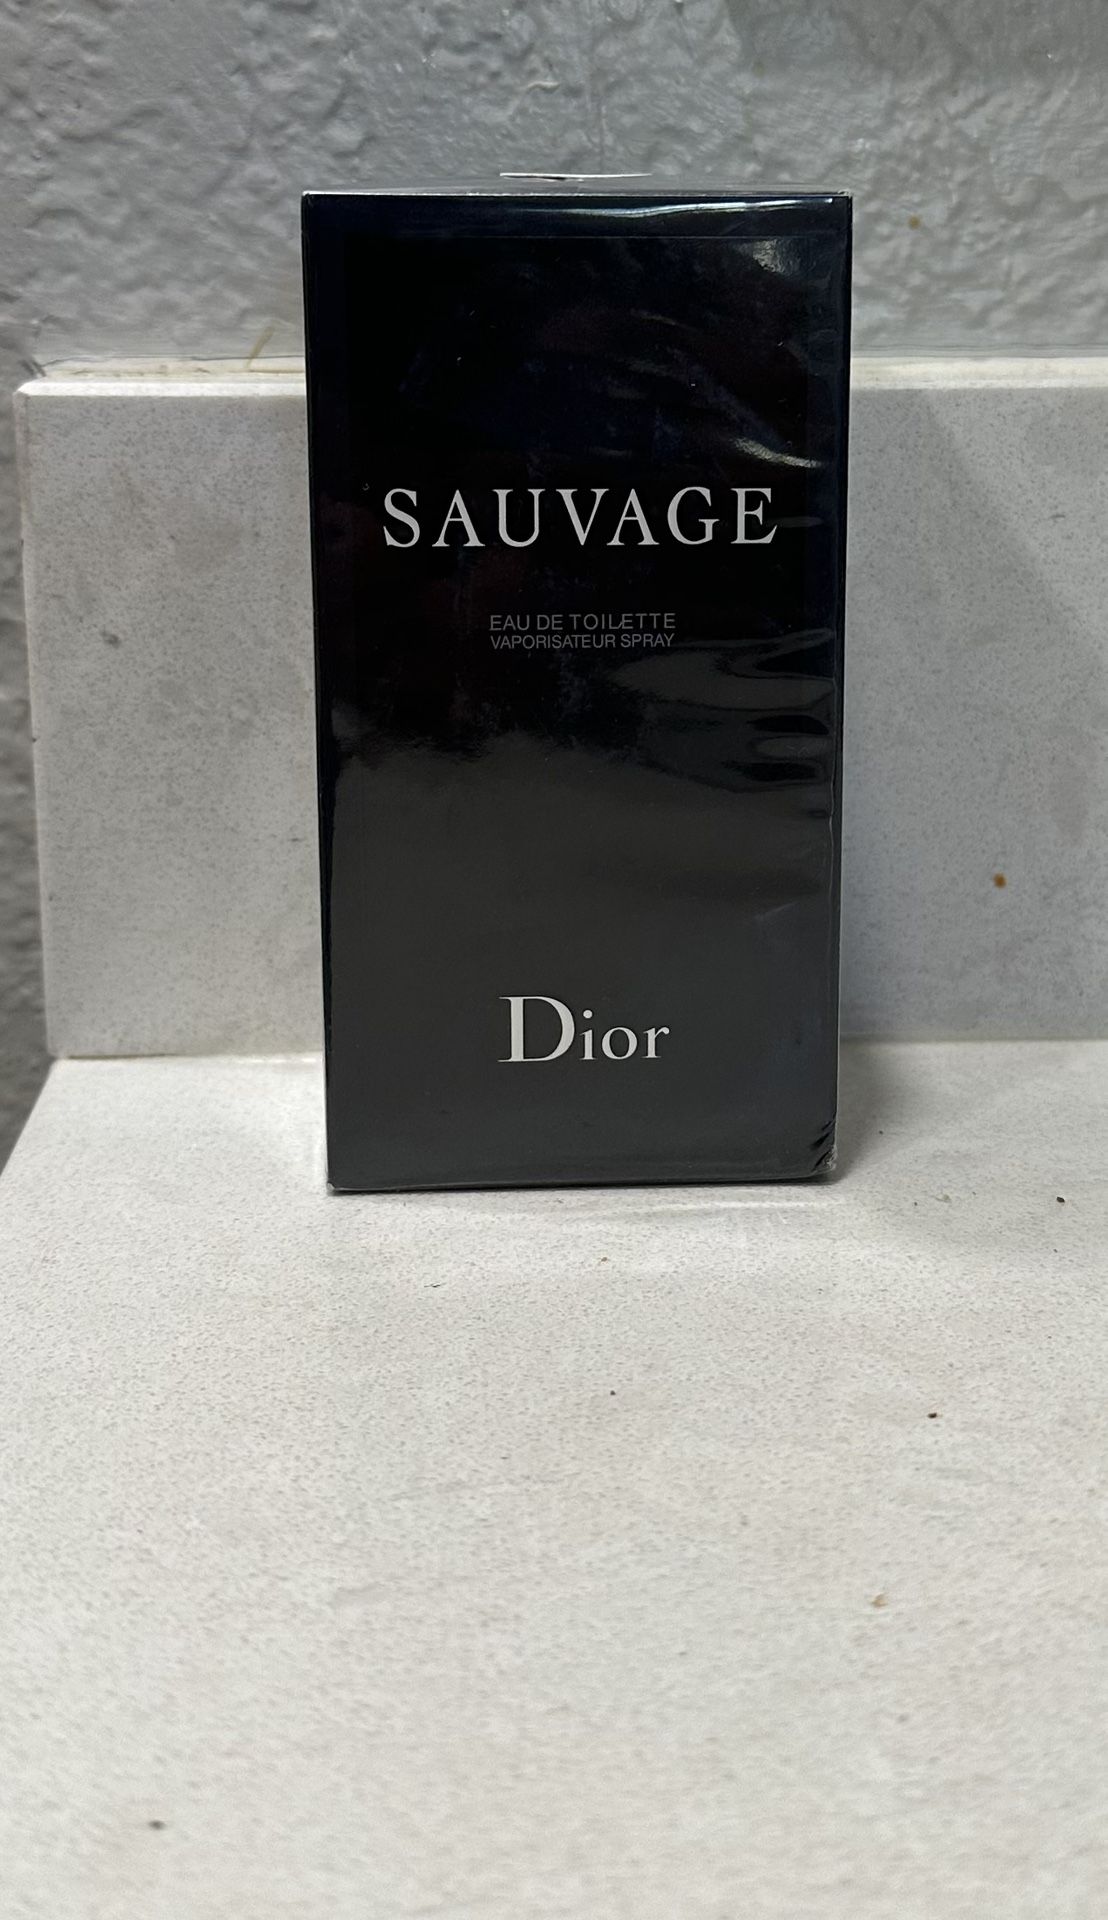 SAUVAGE
EAU DE TOILETTE
VAPORISATEUR SPRAY
Dior